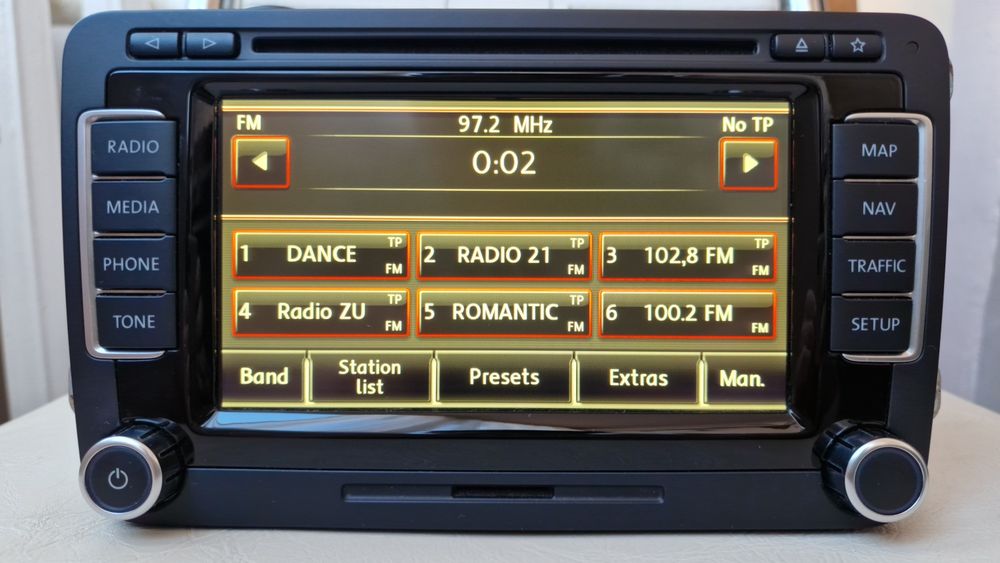 RADIO
MEDIA
PHONE
TONE
FM 97.2 MHz No TP
0:02
1 DANCE TP FM
2 RADIO 21 TP FM
3 102,8 FM TP FM
4 Radio ZU TP FM
5 ROMANTIC TP FM
6 100.2 FM FM
Band
Station
list
Presets
Extras
Man.
MAP
NAV
TRAFFIC
SETUP